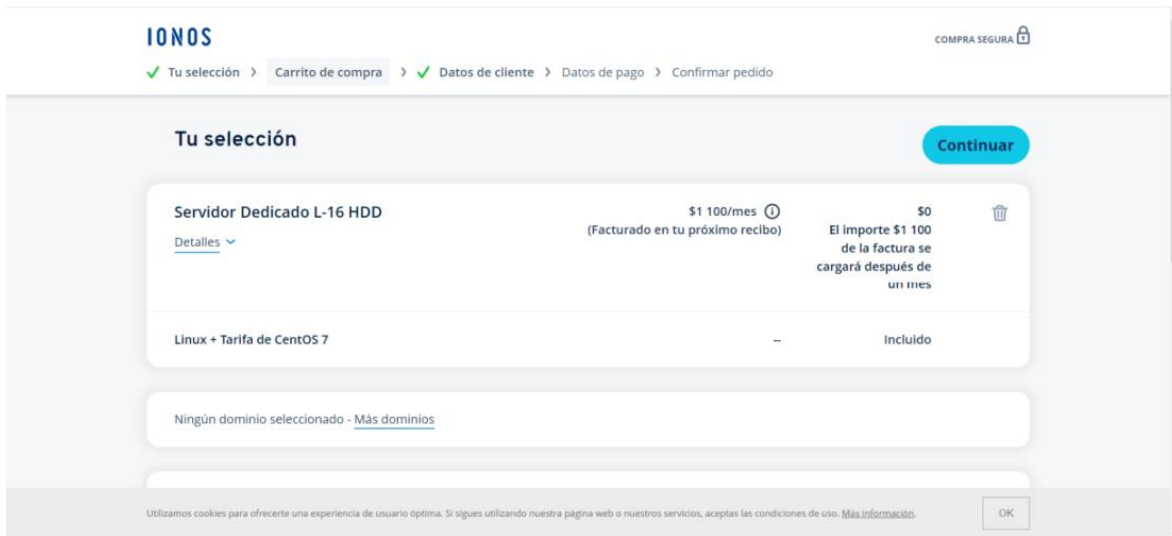 IONOS
COMPRA SEGURA
Tu selección > Carrito de compra > Datos de cliente > Datos de pago > Confirmar pedido
Tu selección
Continuar
Servidor Dedicado L-16 HDD
$1 100/mes
$0
Detalles
(Facturado en tu próximo recibo)
El importe $1 100
de la factura se
cargará después de
un mes
Linux + Tarifa de CentOS 7
--
Incluido
Ningún dominio seleccionado - Más dominios
Utilizamos cookies para ofrecerte una experiencia de usuario óptima. Si sigues utilizando nuestra página web o nuestros servicios, aceptas las condiciones de uso. Más información.
OK